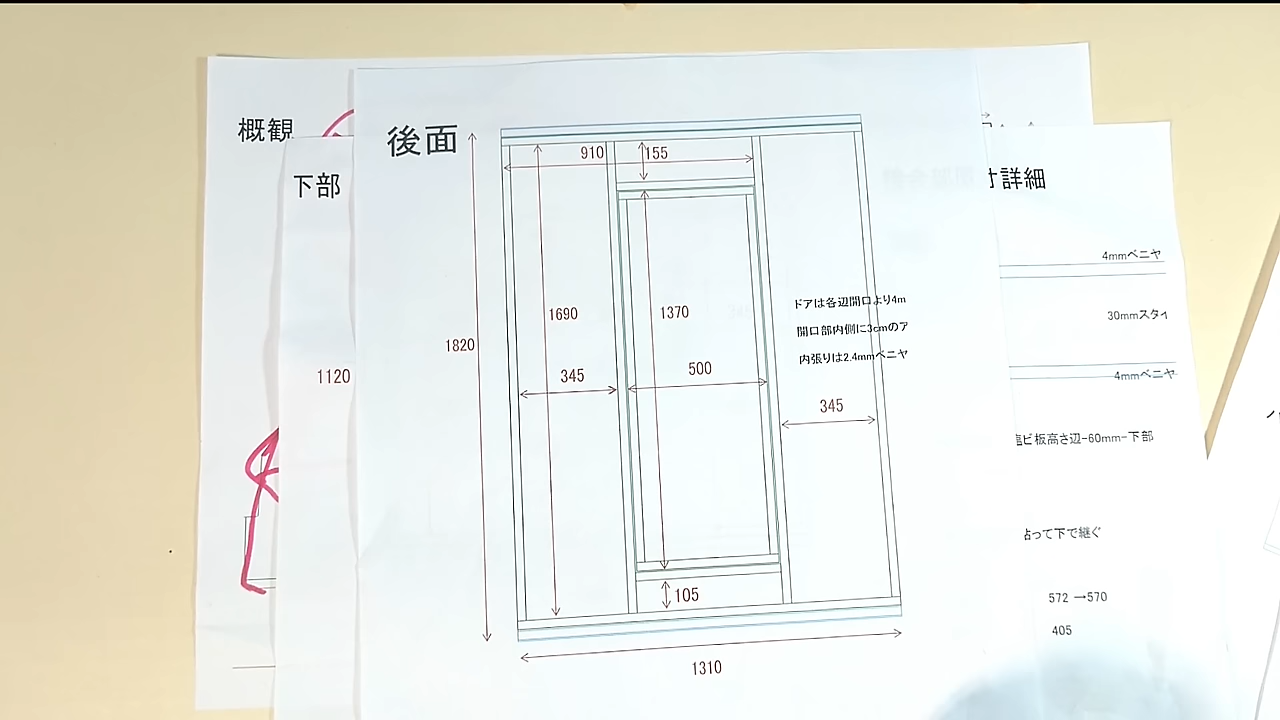 概観
下部
1120
後面
910
155
1690
1370
1820
345
500
345
105
1310
ドアは各辺開口より4m
開口部内側に3cmのア
内張りは2.4mmベニヤ
寸詳細
4mmベニヤ
30mmスタイ
4mmベニヤ
塩ビ板高さ辺-60mm-下部
貼って下で継ぐ
572 →570
405